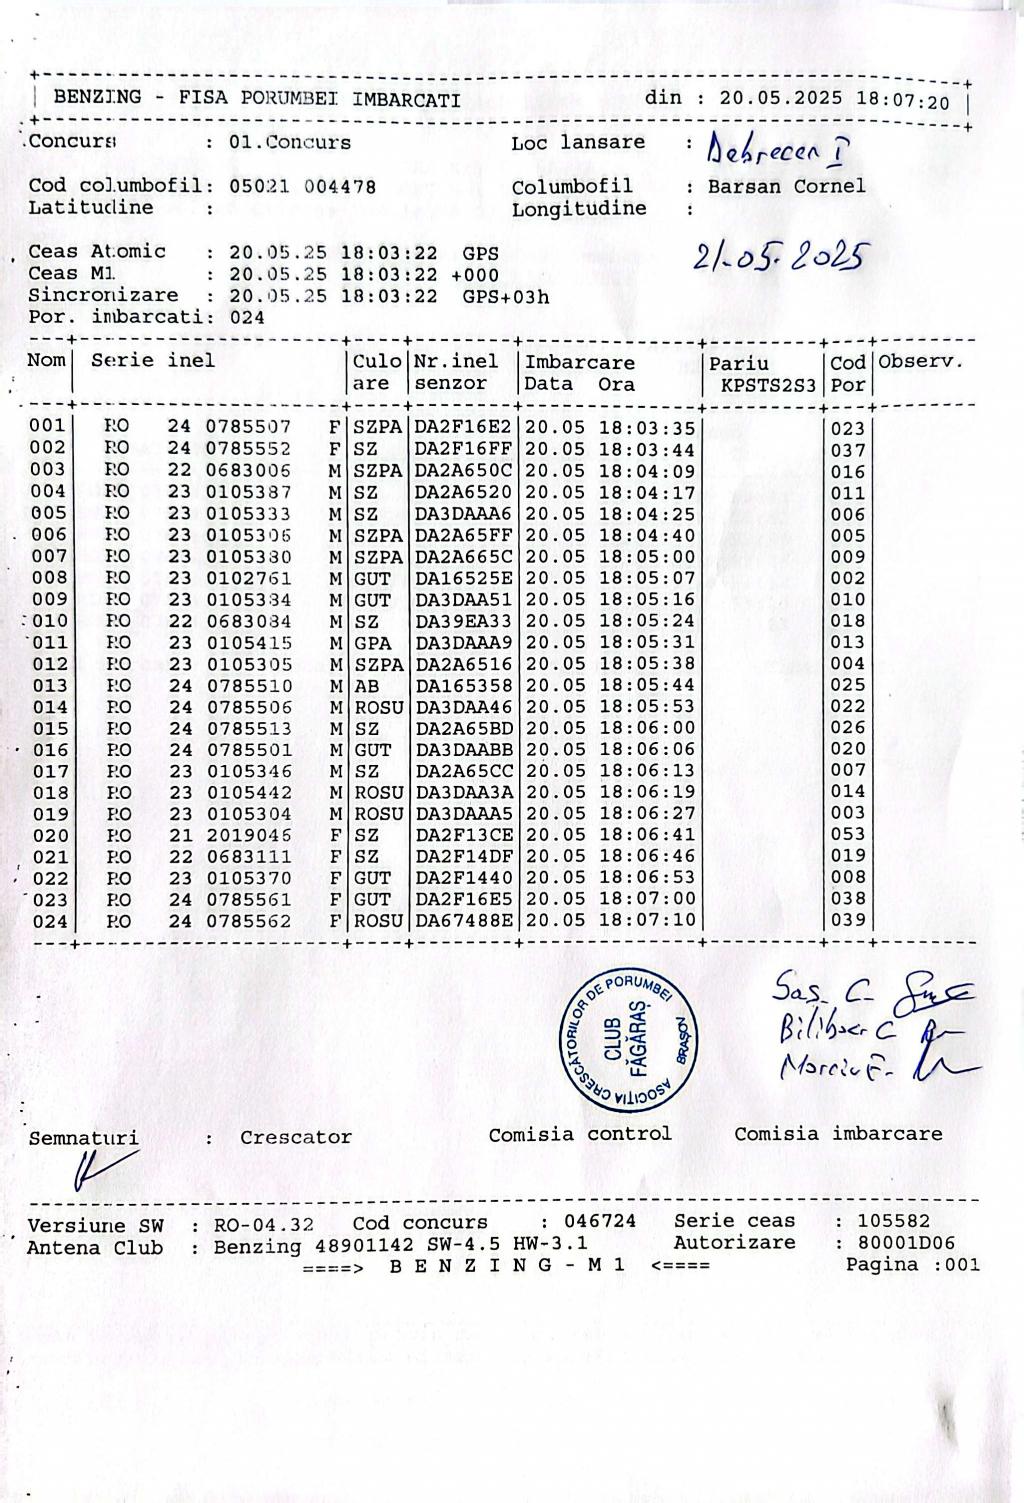 BENZING - FISA PORUMBEI IMBARCATI din : 20.05.2025 18:07:20
Concurs : 01.Concurs Loc lansare : Debrecen I
Cod columbofil: 05021 004478 Columbofil : Barsan Cornel
Latitudine : Longitudine :
Ceas Atomic : 20.05.25 18:03:22 GPS 21.05.2025
Ceas M1 : 20.05.25 18:03:22 +000
Sincronizare : 20.05.25 18:03:22 GPS+03h
Por. imbarcati: 024
Nom Serie inel Culo Nr.inel Imbarcare Pariu Cod Observ.
are senzor Data Ora KPSTS2S3 Por
001 RO 24 0785507 F SZPA DA2F16E2 20.05 18:03:35 023
002 RO 24 0785552 F SZ DA2F16FF 20.05 18:03:44 037
003 RO 22 0683006 M SZPA DA2A650C 20.05 18:04:09 016
004 RO 23 0105387 M SZ DA2A6520 20.05 18:04:17 011
005 RO 23 0105333 M SZ DA3DAAA6 20.05 18:04:25 006
006 RO 23 0105306 M SZPA DA2A65FF 20.05 18:04:40 005
007 RO 23 0105380 M SZPA DA2A665C 20.05 18:05:00 009
008 RO 23 0102761 M GUT DA16525E 20.05 18:05:07 002
009 RO 23 0105384 M GUT DA3DAA51 20.05 18:05:16 010
010 RO 22 0683084 M SZ DA39EA33 20.05 18:05:24 018
011 RO 23 0105415 M GPA DA3DAAA9 20.05 18:05:31 013
012 RO 23 0105305 M SZPA DA2A6516 20.05 18:05:38 004
013 RO 24 0785510 M AB DA165358 20.05 18:05:44 025
014 RO 24 0785506 M ROSU DA3DAA46 20.05 18:05:53 022
015 RO 24 0785513 M SZ DA2A65BD 20.05 18:06:00 026
016 RO 24 0785501 M GUT DA3DAABB 20.05 18:06:06 020
017 RO 23 0105346 M SZ DA2A65CC 20.05 18:06:13 007
018 RO 23 0105442 M ROSU DA3DAA3A 20.05 18:06:19 014
019 RO 23 0105304 M ROSU DA3DAAA5 20.05 18:06:27 003
020 RO 21 2019046 F SZ DA2F13CE 20.05 18:06:41 053
021 RO 22 0683111 F SZ DA2F14DF 20.05 18:06:46 019
022 RO 23 0105370 F GUT DA2F1440 20.05 18:06:53 008
023 RO 24 0785561 F GUT DA2F16E5 20.05 18:07:00 038
024 RO 24 0785562 F ROSU DA67488E 20.05 18:07:10 039
ASOCIȚIA CRESCĂTORILOR DE PORUMBEI BRAȘOV
CLUB
FĂGĂRAȘ
Sas C.
Semnaturi : Crescator Comisia control Comisia imbarcare
Versiune SW : RO-04.32 Cod concurs : 046724 Serie ceas : 105582
Antena Club : Benzing 48901142 SW-4.5 HW-3.1 Autorizare : 80001D06
====> B E N Z I N G - M 1 <==== Pagina :001